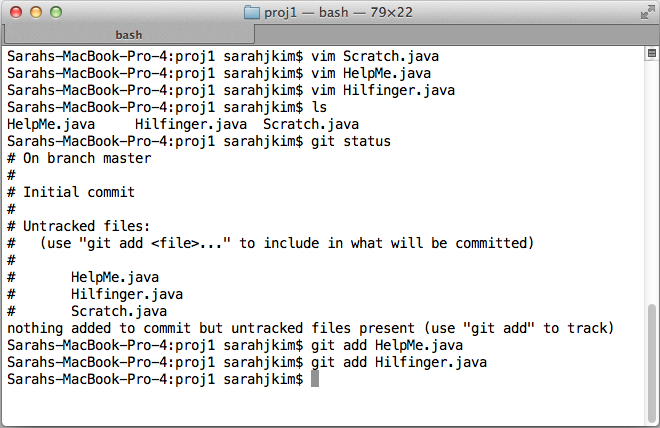 proj1 — bash — 79×22
bash
Sarahs-MacBook-Pro-4:proj1 sarahjkim$ vim Scratch.java
Sarahs-MacBook-Pro-4:proj1 sarahjkim$ vim HelpMe.java
Sarahs-MacBook-Pro-4:proj1 sarahjkim$ vim Hilfinger.java
Sarahs-MacBook-Pro-4:proj1 sarahjkim$ ls
HelpMe.java     Hilfinger.java  Scratch.java
Sarahs-MacBook-Pro-4:proj1 sarahjkim$ git status
# On branch master
#
# Initial commit
#
# Untracked files:
#   (use "git add <file>..." to include in what will be committed)
#
#       HelpMe.java
#       Hilfinger.java
#       Scratch.java
nothing added to commit but untracked files present (use "git add" to track)
Sarahs-MacBook-Pro-4:proj1 sarahjkim$ git add HelpMe.java
Sarahs-MacBook-Pro-4:proj1 sarahjkim$ git add Hilfinger.java
Sarahs-MacBook-Pro-4:proj1 sarahjkim$